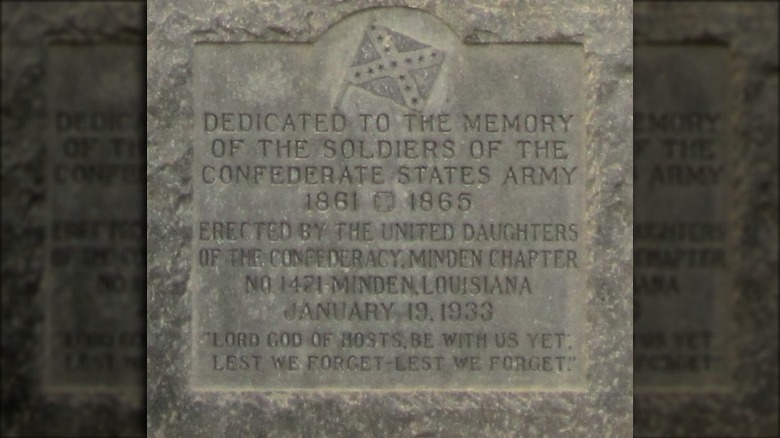 DEDICATED TO THE MEMORY
OF THE SOLDIERS OF THE
CONFEDERATE STATES ARMY
1861 1865
ERECTED BY THE UNITED DAUGHTERS
OF THE CONFEDERACY, MINDEN CHAPTER
NO. 1421 MINDEN, LOUISIANA
JANUARY 19, 1933
"LORD GOD OF HOSTS, BE WITH US YET,
LEST WE FORGET-LEST WE FORGET."